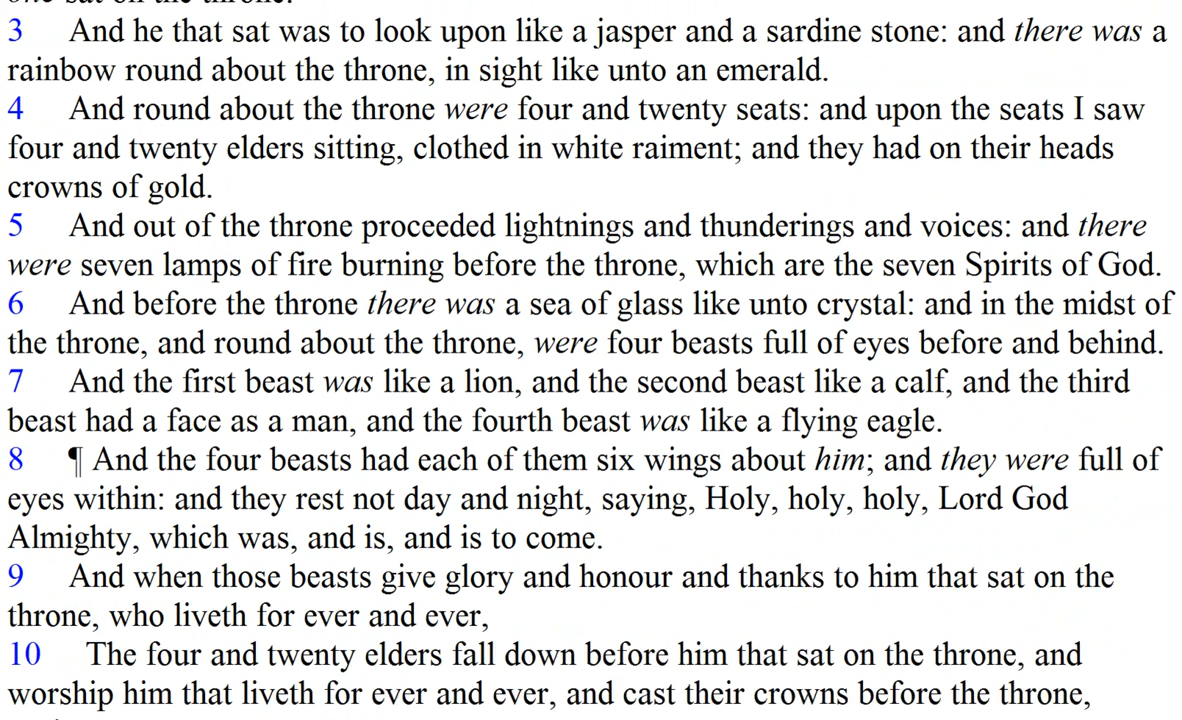 one sat on the throne.
3 And he that sat was to look upon like a jasper and a sardine stone: and there was a
rainbow round about the throne, in sight like unto an emerald.
4 And round about the throne were four and twenty seats: and upon the seats I saw
four and twenty elders sitting, clothed in white raiment; and they had on their heads
crowns of gold.
5 And out of the throne proceeded lightnings and thunderings and voices: and there
were seven lamps of fire burning before the throne, which are the seven Spirits of God.
6 And before the throne there was a sea of glass like unto crystal: and in the midst of
the throne, and round about the throne, were four beasts full of eyes before and behind.
7 And the first beast was like a lion, and the second beast like a calf, and the third
beast had a face as a man, and the fourth beast was like a flying eagle.
8 ¶ And the four beasts had each of them six wings about him; and they were full of
eyes within: and they rest not day and night, saying, Holy, holy, holy, Lord God
Almighty, which was, and is, and is to come.
9 And when those beasts give glory and honour and thanks to him that sat on the
throne, who liveth for ever and ever,
10 The four and twenty elders fall down before him that sat on the throne, and
worship him that liveth for ever and ever, and cast their crowns before the throne,